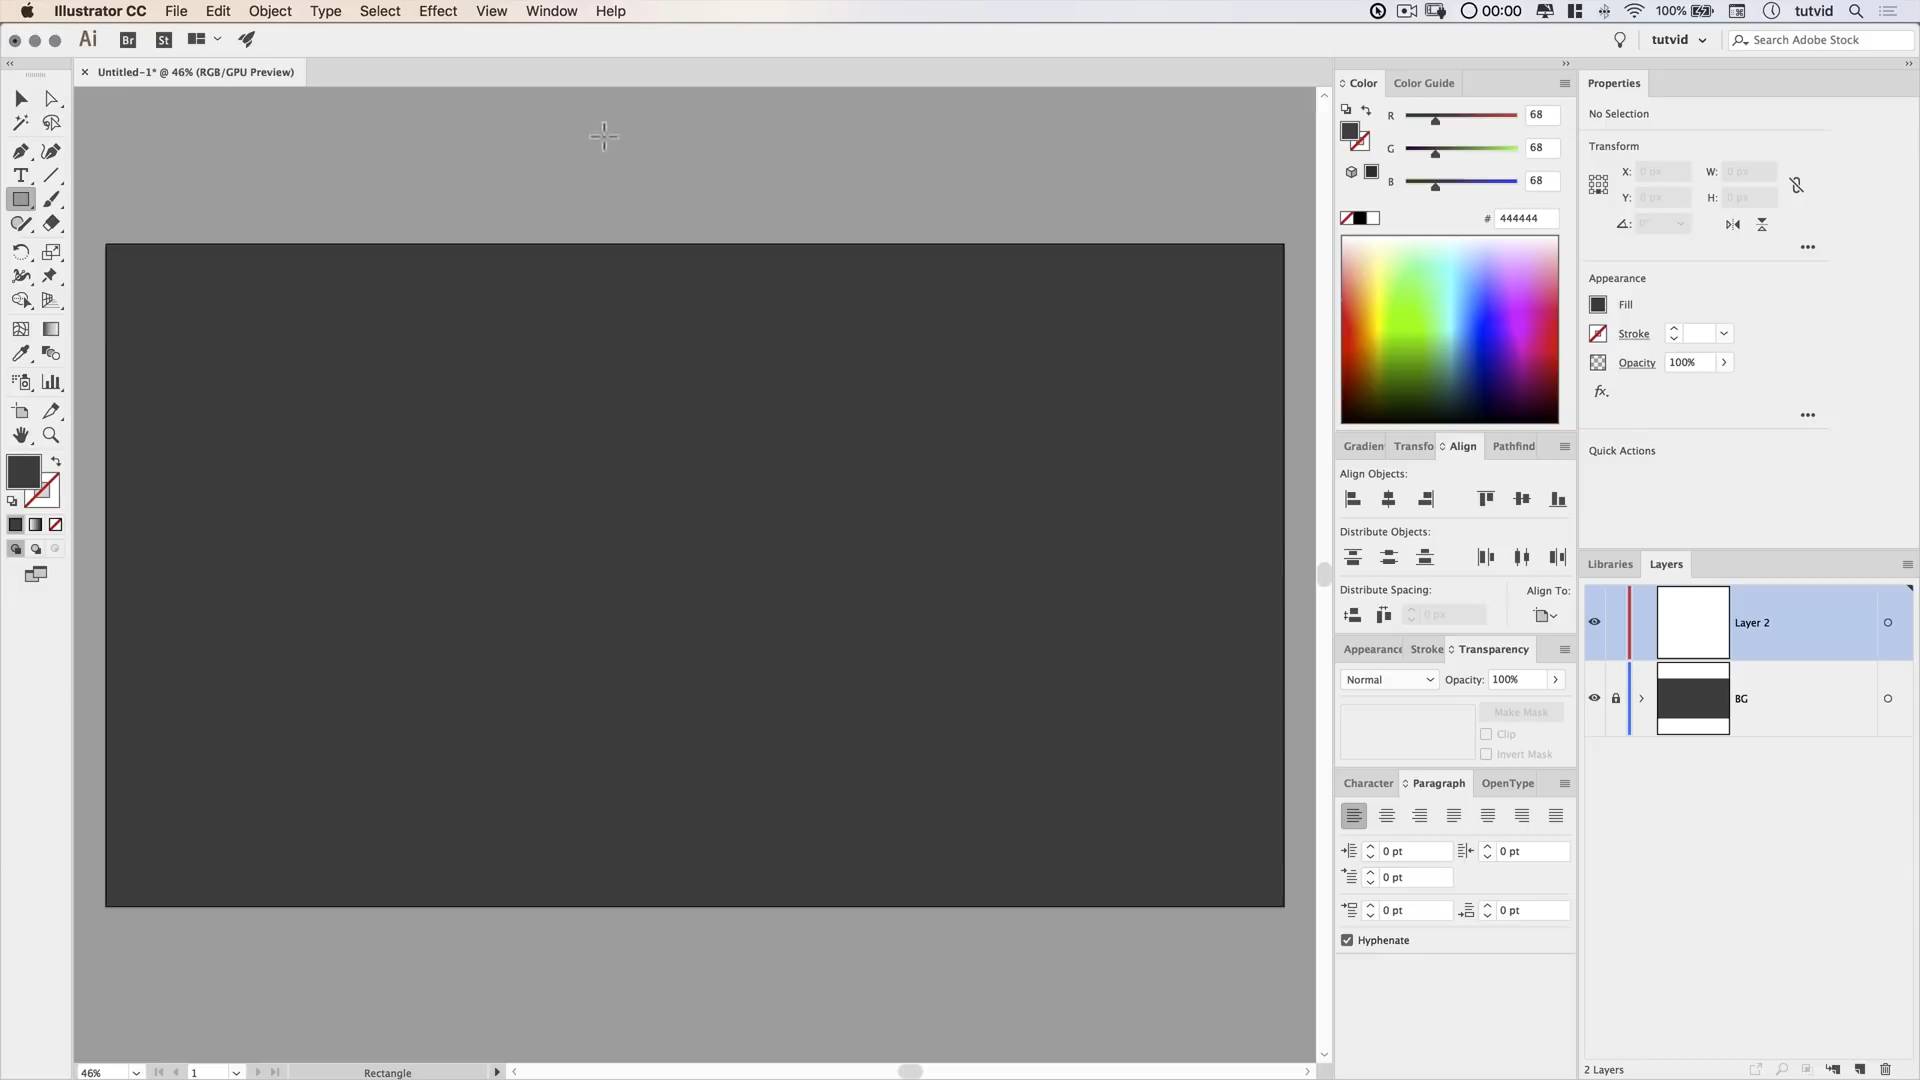 Illustrator CC File Edit Object Type Select Effect View Window Help 00:00 100% tutvid
Ai Br St tutvid Search Adobe Stock
× Untitled-1* @ 46% (RGB/GPU Preview)
Color Color Guide
R 68
G 68
B 68
# 444444
Gradien Transfo Align Pathfind
Align Objects:
Distribute Objects:
Distribute Spacing: Align To:
0 px
Appearance Stroke Transparency
Normal Opacity: 100%
Make Mask
Clip
Invert Mask
Character Paragraph OpenType
0 pt 0 pt
0 pt
0 pt 0 pt
Hyphenate
Properties
No Selection
Transform
X: 0 px W: 0 px
Y: 0 px H: 0 px
0°
Appearance
Fill
Stroke
Opacity 100%
fx.
Quick Actions
Libraries Layers
Layer 2
BG
2 Layers
46% 1 Rectangle